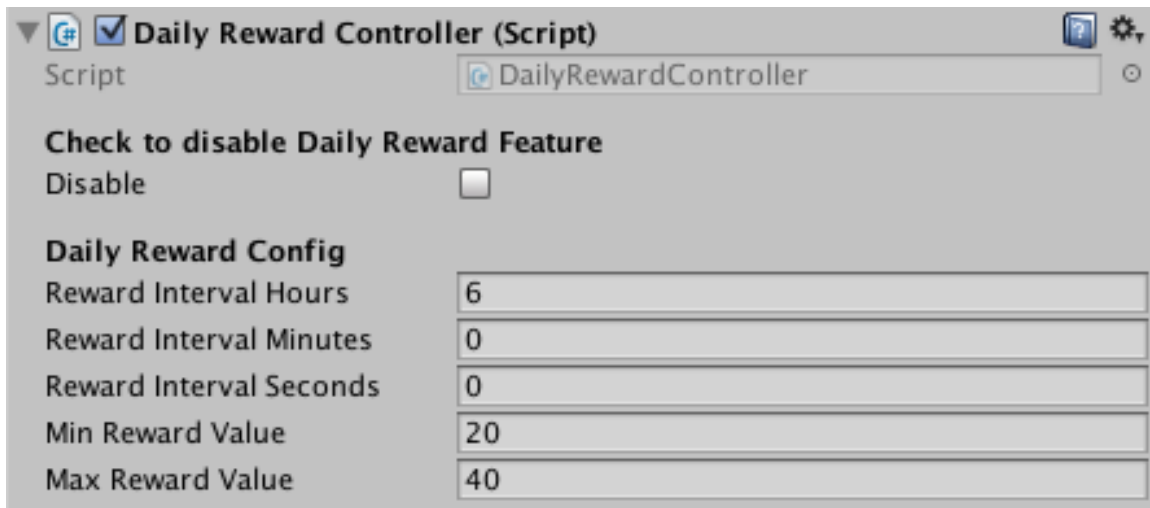 Daily Reward Controller (Script)
Script DailyRewardController
Check to disable Daily Reward Feature
Disable
Daily Reward Config
Reward Interval Hours 6
Reward Interval Minutes 0
Reward Interval Seconds 0
Min Reward Value 20
Max Reward Value 40